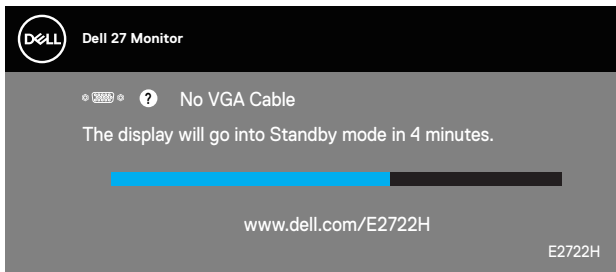 DELL
Dell 27 Monitor
? No VGA Cable
The display will go into Standby mode in 4 minutes.
www.dell.com/E2722H
E2722H